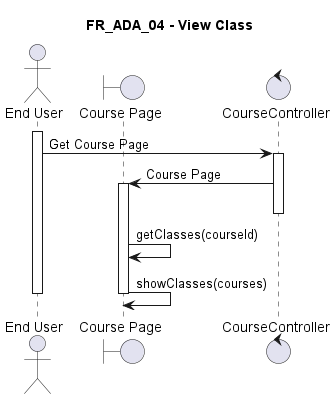 FR_ADA_04 - View Class
End User
Course Page
CourseController
Get Course Page
Course Page
getClasses(courseId)
showClasses(courses)
End User
Course Page
CourseController